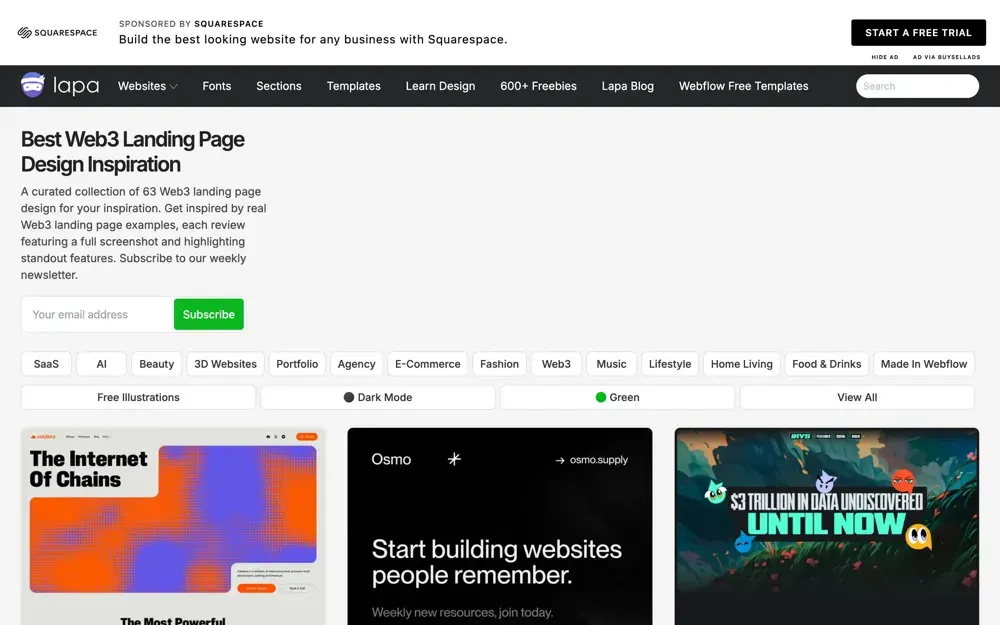 SQUARESPACE
SPONSORED BY SQUARESPACE
Build the best looking website for any business with Squarespace.
START A FREE TRIAL
HIDE AD
AD VIA BUYSELLADS
lapa
Websites
Fonts
Sections
Templates
Learn Design
600+ Freebies
Lapa Blog
Webflow Free Templates
Search
Best Web3 Landing Page
Design Inspiration
A curated collection of 63 Web3 landing page
design for your inspiration. Get inspired by real
Web3 landing page examples, each review
featuring a full screenshot and highlighting
standout features. Subscribe to our weekly
newsletter.
Your email address
Subscribe
SaaS
AI
Beauty
3D Websites
Portfolio
Agency
E-Commerce
Fashion
Web3
Music
Lifestyle
Home Living
Food & Drinks
Made In Webflow
Free Illustrations
Dark Mode
Green
View All
The Internet
Of Chains
The Most Powerful
Osmo
→ osmo.supply
Start building websites
people remember.
Weekly new resources, join today.
IRYS
$3 TRILLION IN DATA UNDISCOVERED
UNTIL NOW